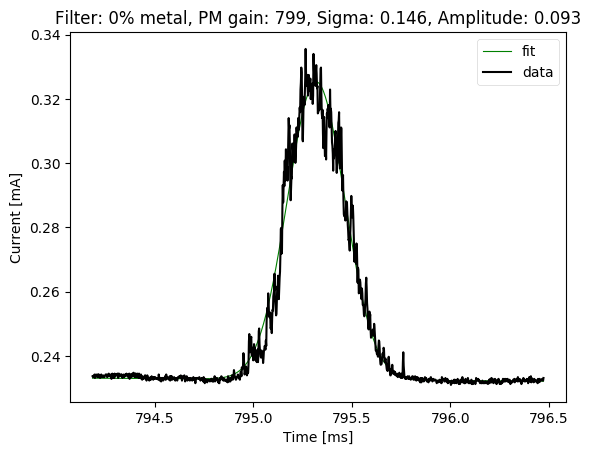 Filter: 0% metal, PM gain: 799, Sigma: 0.146, Amplitude: 0.093
fit
data
Current [mA]
0.34
0.32
0.30
0.28
0.26
0.24
794.5 795.0 795.5 796.0 796.5
Time [ms]